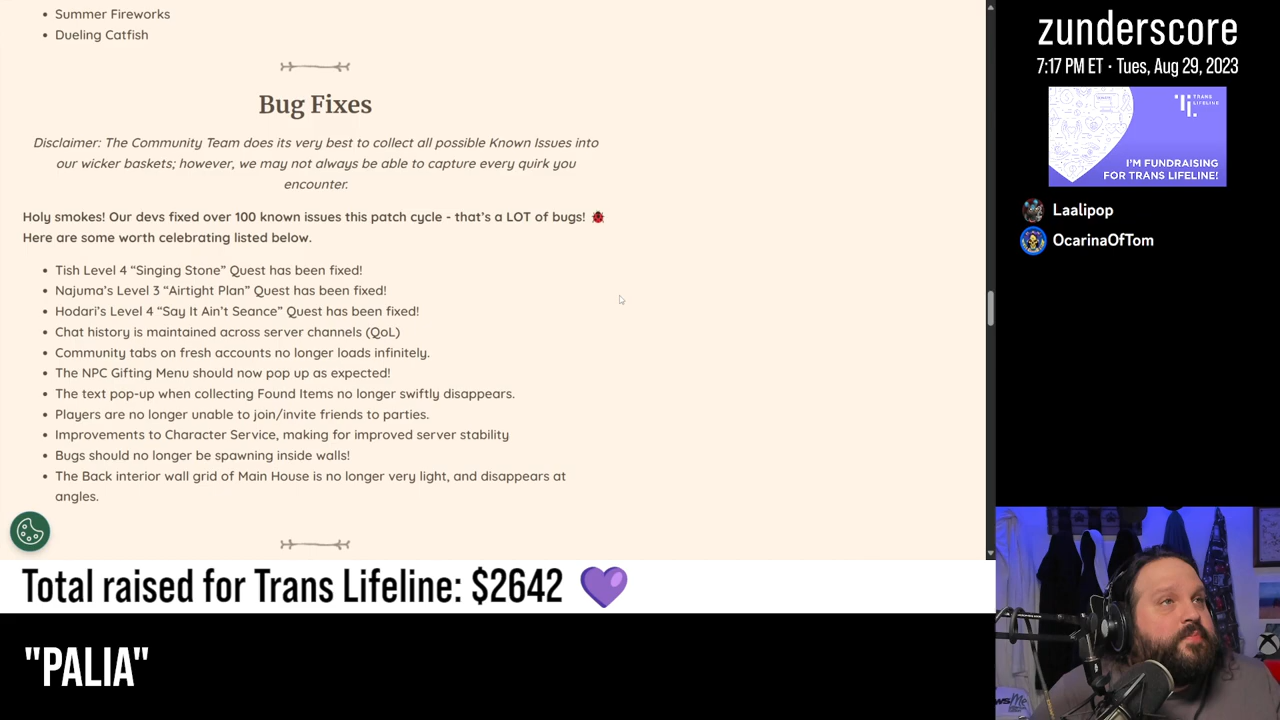 Summer Fireworks
Dueling Catfish
Bug Fixes
Disclaimer: The Community Team does its very best to collect all possible Known Issues into
our wicker baskets; however, we may not always be able to capture every quirk you
encounter.
Holy smokes! Our devs fixed over 100 known issues this patch cycle - that's a LOT of bugs! 🐞
Here are some worth celebrating listed below.
Tish Level 4 “Singing Stone” Quest has been fixed!
Najuma's Level 3 “Airtight Plan” Quest has been fixed!
Hodari's Level 4 “Say It Ain't Seance” Quest has been fixed!
Chat history is maintained across server channels (QoL)
Community tabs on fresh accounts no longer loads infinitely.
The NPC Gifting Menu should now pop up as expected!
The text pop-up when collecting Found Items no longer swiftly disappears.
Players are no longer unable to join/invite friends to parties.
Improvements to Character Service, making for improved server stability
Bugs should no longer be spawning inside walls!
The Back interior wall grid of Main House is no longer very light, and disappears at
angles.
Total raised for Trans Lifeline: $2642 💜
"PALIA"
zunderscore
7:17 PM ET · Tues, Aug 29, 2023
TRANS
LIFELINE
I'M FUNDRAISING
FOR TRANS LIFELINE!
Laalipop
OcarinaOfTom